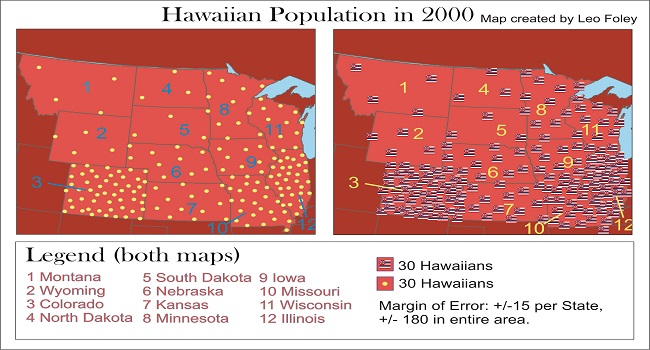 Hawaiian Population in 2000 Map created by Leo Foley
1
4
8
2
5
11
3
6
9
7
10
12
1
4
8
2
5
11
3
6
9
7
10
12
Legend (both maps)
1 Montana 5 South Dakota 9 Iowa
2 Wyoming 6 Nebraska 10 Missouri
3 Colorado 7 Kansas 11 Wisconsin
4 North Dakota 8 Minnesota 12 Illinois
30 Hawaiians
30 Hawaiians
Margin of Error: +/-15 per State,
+/- 180 in entire area.